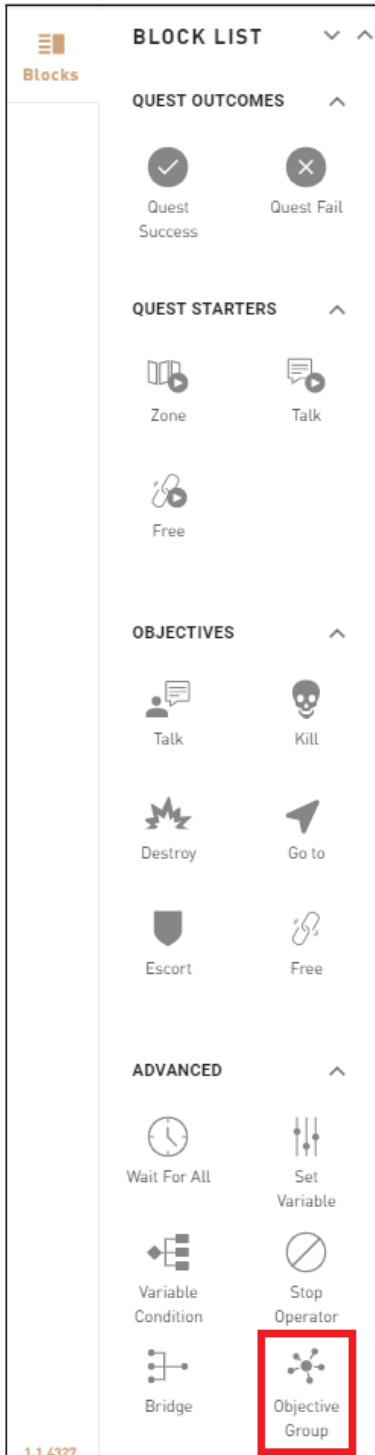 Blocks
BLOCK LIST
QUEST OUTCOMES
Quest
Success
Quest Fail
QUEST STARTERS
Zone
Talk
Free
OBJECTIVES
Talk
Kill
Destroy
Go to
Escort
Free
ADVANCED
Wait For All
Set
Variable
Variable
Condition
Stop
Operator
Bridge
Objective
Group
1.1.4327